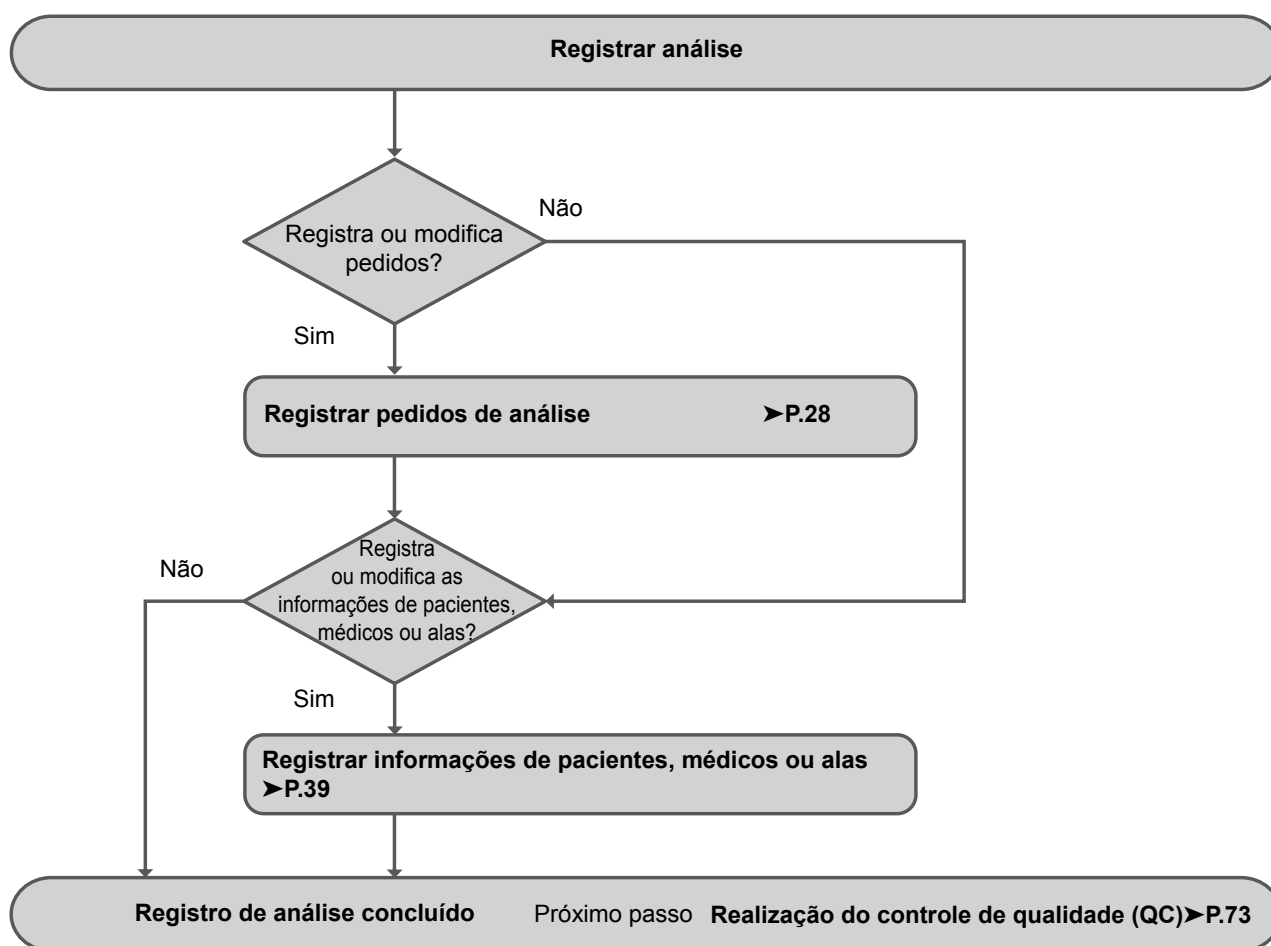 Registrar análise
Não
Registra ou modifica
pedidos?
Sim
Registrar pedidos de análise ➤P.28
Registra
ou modifica as
informações de pacientes,
médicos ou alas?
Não
Sim
Registrar informações de pacientes, médicos ou alas
➤P.39
Registro de análise concluído Próximo passo Realização do controle de qualidade (QC)➤P.73